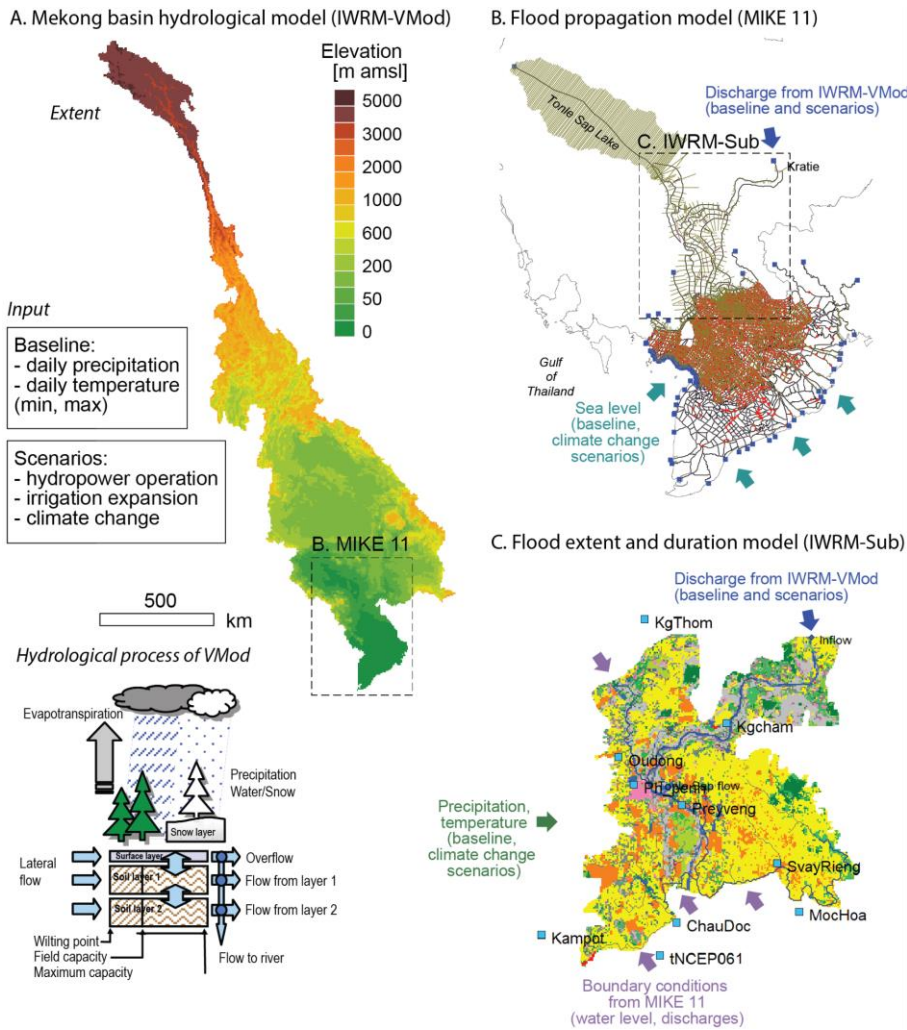 A. Mekong basin hydrological model (IWRM-VMod)
Extent
Elevation
[m amsl]
5000
3000
2000
1000
600
200
50
0
Input
Baseline:
- daily precipitation
- daily temperature
(min, max)
Scenarios:
- hydropower operation
- irrigation expansion
- climate change
B. MIKE 11
500
km
Hydrological process of VMod
Evapotranspiration
Precipitation
Water/Snow
Snow layer
Lateral
flow
Surface layer
Soil layer 1
Soil layer 2
Overflow
Flow from layer 1
Flow from layer 2
Wilting point
Field capacity
Maximum capacity
Flow to river
B. Flood propagation model (MIKE 11)
Discharge from IWRM-VMod
(baseline and scenarios)
Tonle Sap Lake
C. IWRM-Sub
Kratie
Gulf
of
Thailand
Sea level
(baseline,
climate change
scenarios)
C. Flood extent and duration model (IWRM-Sub)
Discharge from IWRM-VMod
(baseline and scenarios)
KgThom
Inflow
Kgcham
Oudong
Tonle Sap flow
Preyveng
Precipitation,
temperature
(baseline,
climate change
scenarios)
SvayRieng
MocHoa
ChauDoc
Kampot
tNCEP061
Boundary conditions
from MIKE 11
(water level, discharges)